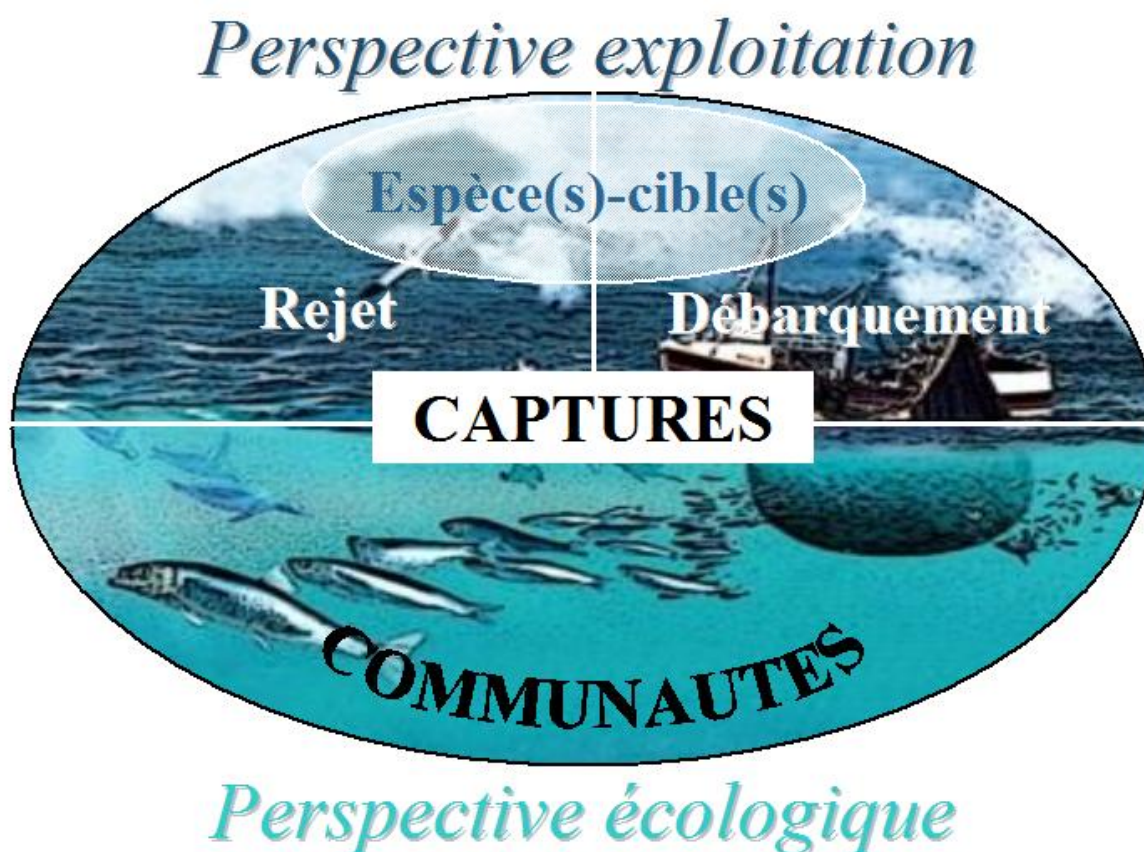 Perspective exploitation
Espèce(s)-cible(s)
Rejet
Débarquement
CAPTURES
COMMUNAUTES
Perspective écologique